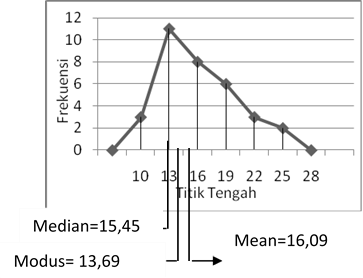 12
10
8
6
4
2
0
Frekuensi
10 13 16 19 22 25 28
Titik Tengah
Median=15,45
Mean=16,09
Modus= 13,69